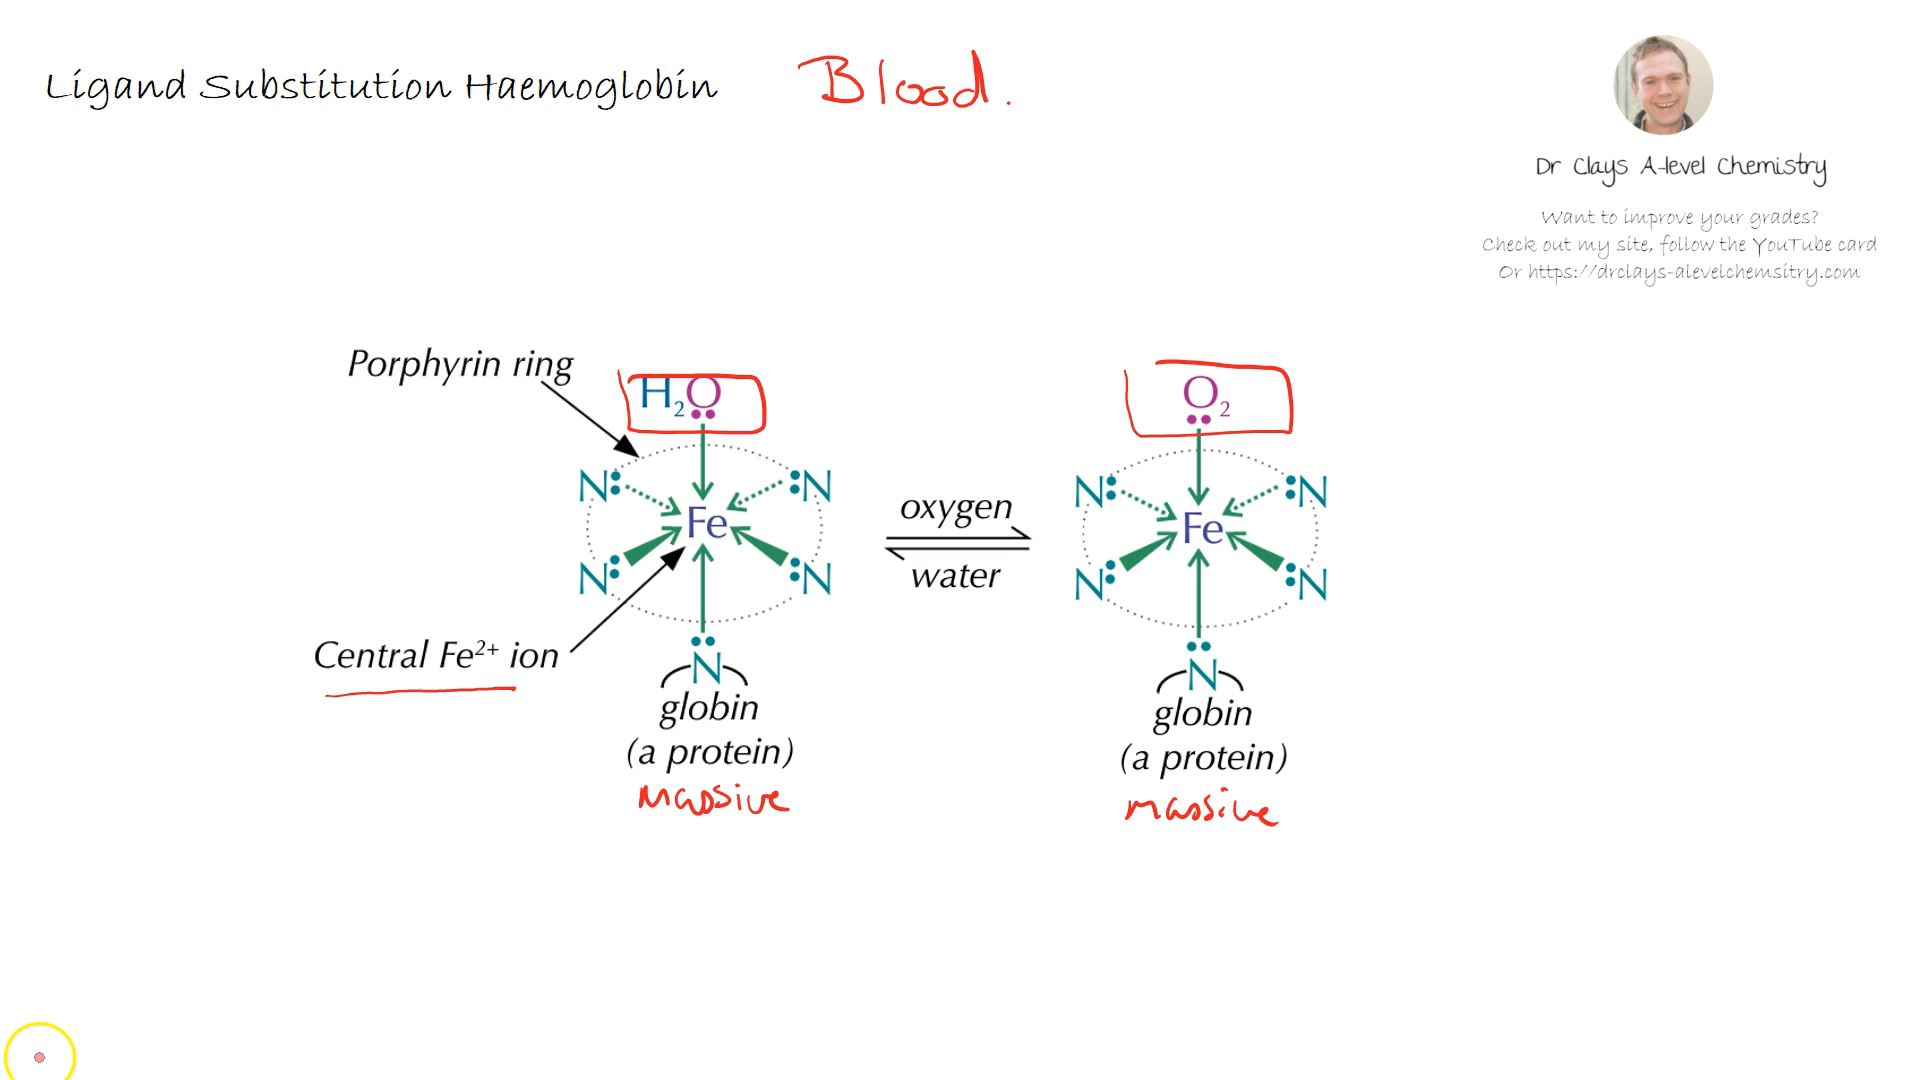 Ligand Substitution Haemoglobin
Blood.
Dr Clays A-level Chemistry
Want to improve your grades?
Check out my site, follow the YouTube card
Or https://drclays-alevelchemsitry.com
Porphyrin ring
H₂O
N: :N
Fe
N: :N
Central Fe²⁺ ion
N
globin
(a protein)
massive
oxygen
water
O₂
N: :N
Fe
N: :N
N
globin
(a protein)
massive